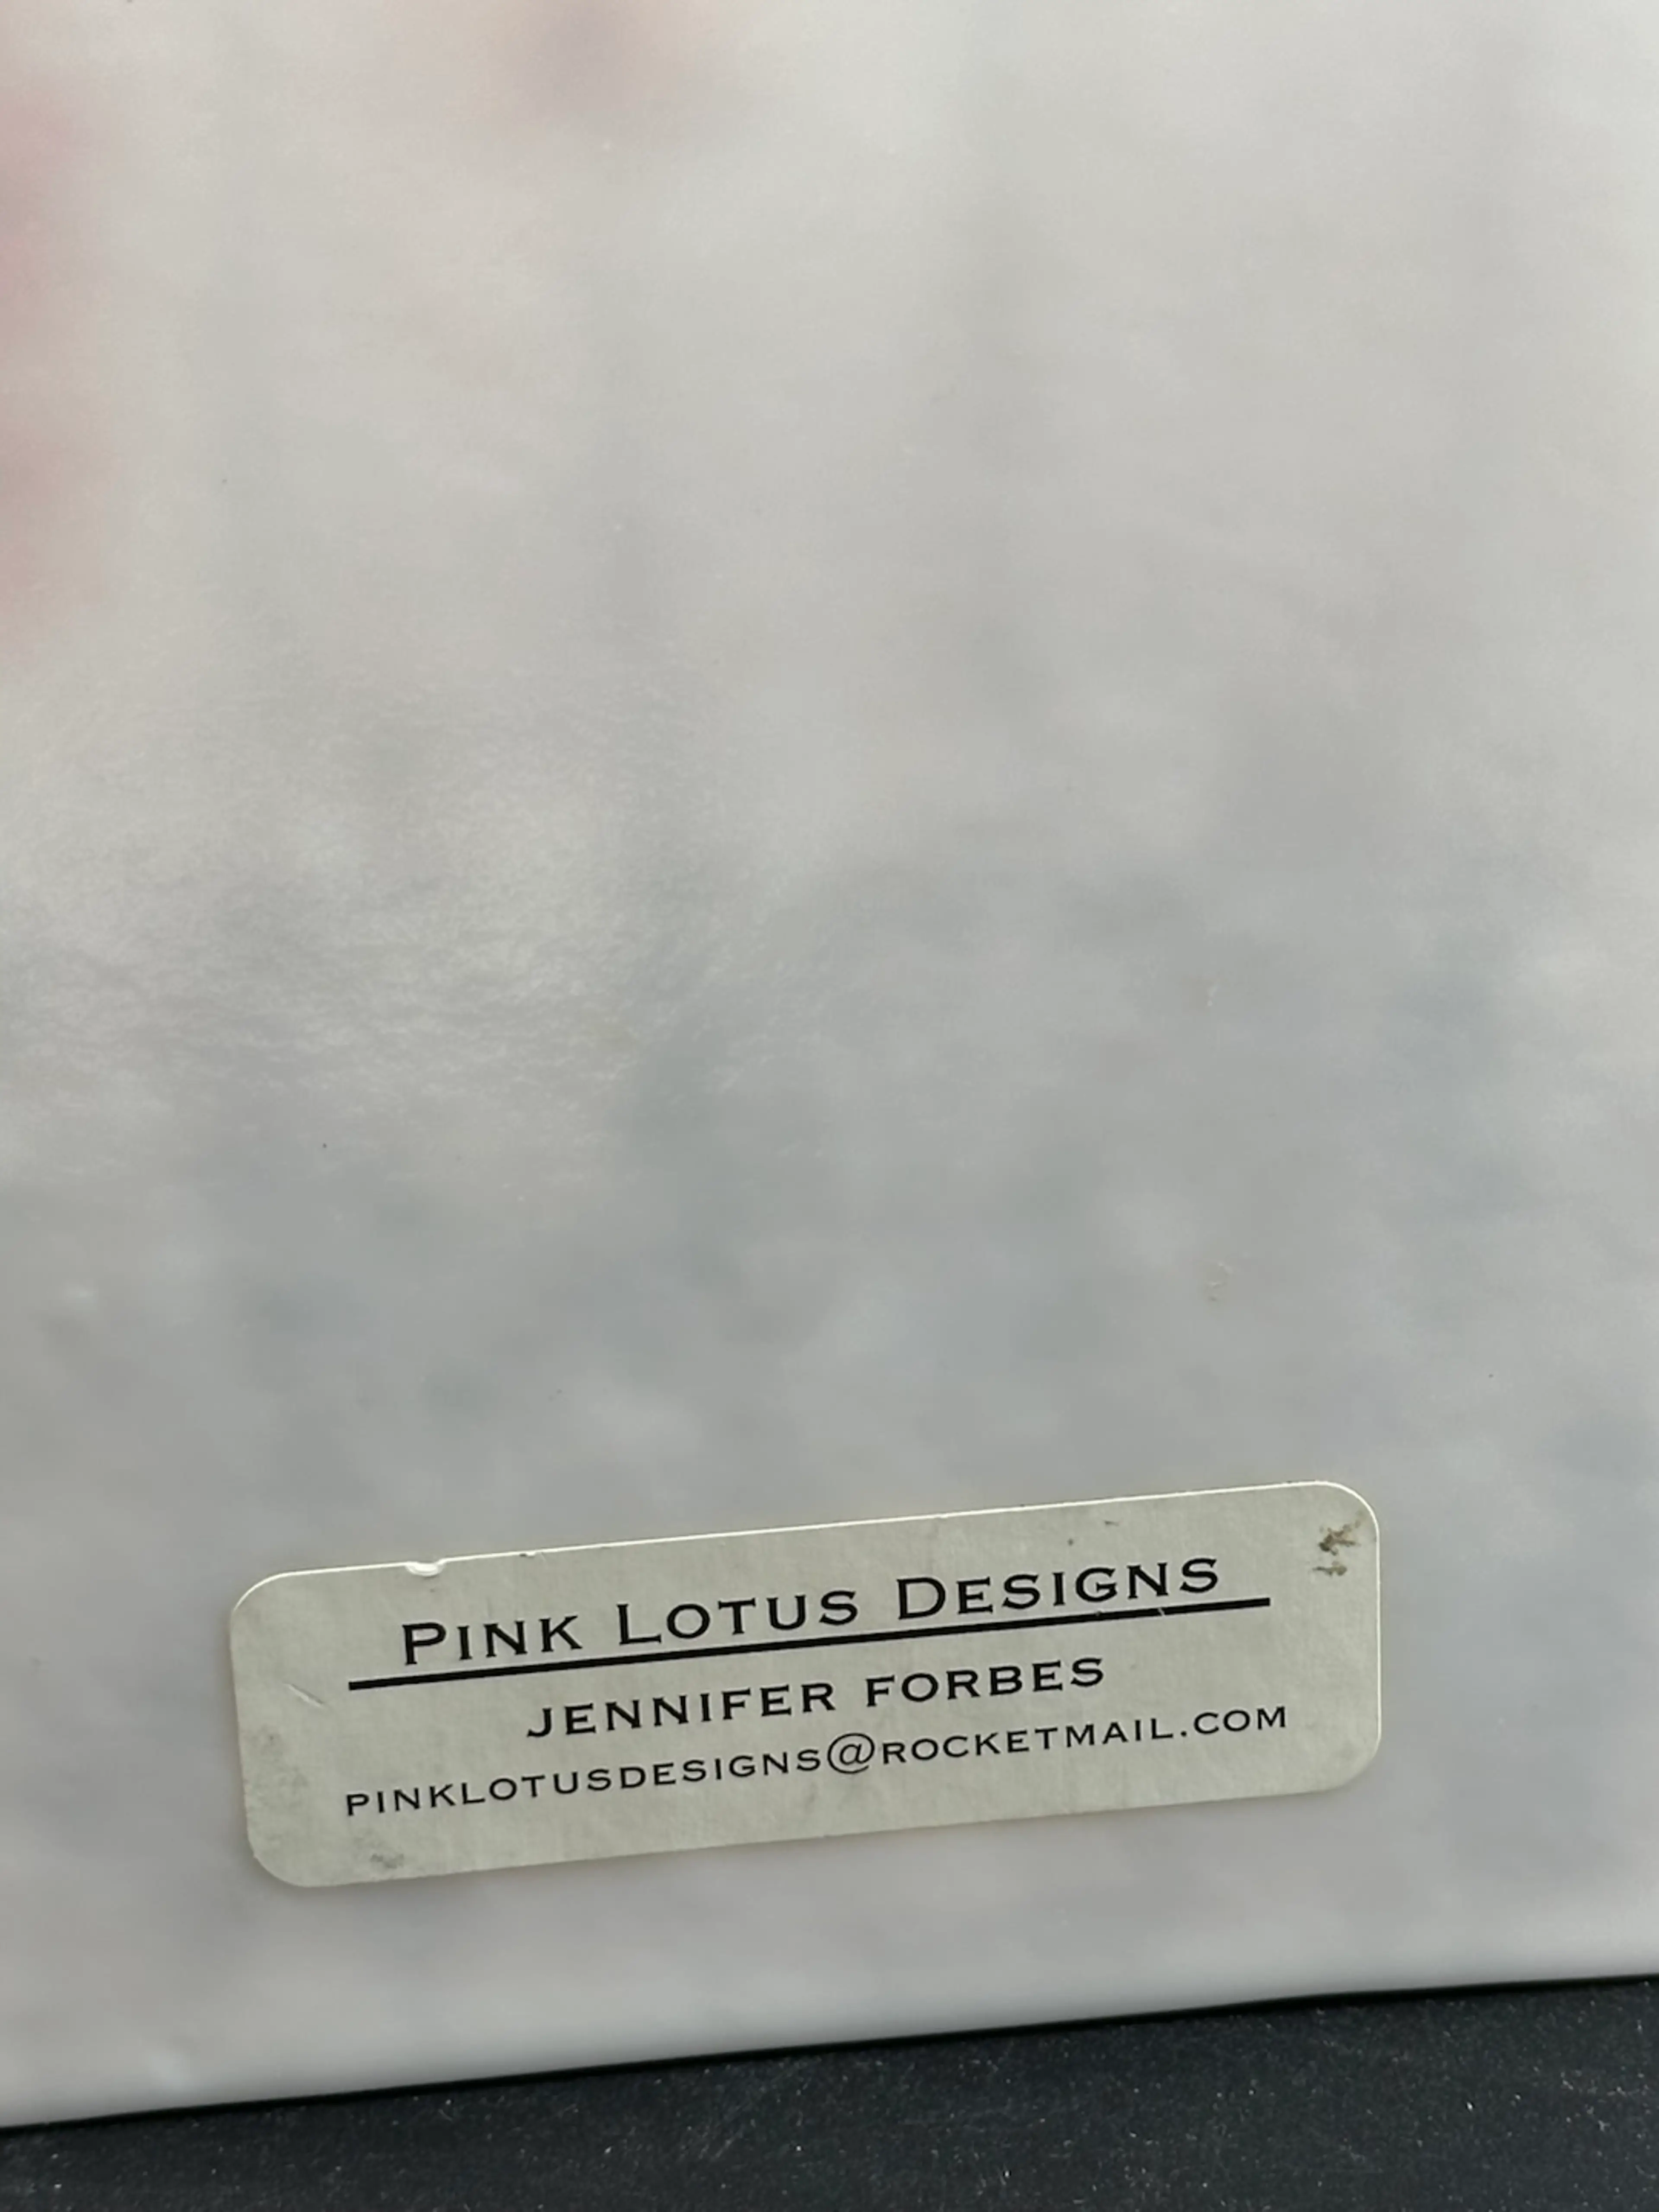 PINK LOTUS DESIGNS
JENNIFER FORBES
PINKLOTUSDESIGNS@ROCKETMAIL.COM